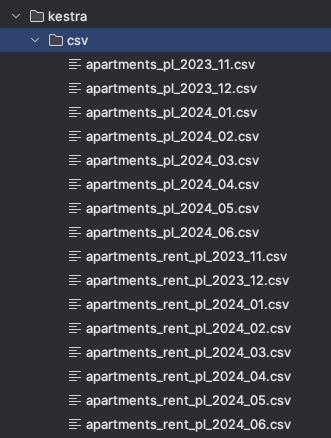 kestra
csv
apartments_pl_2023_11.csv
apartments_pl_2023_12.csv
apartments_pl_2024_01.csv
apartments_pl_2024_02.csv
apartments_pl_2024_03.csv
apartments_pl_2024_04.csv
apartments_pl_2024_05.csv
apartments_pl_2024_06.csv
apartments_rent_pl_2023_11.csv
apartments_rent_pl_2023_12.csv
apartments_rent_pl_2024_01.csv
apartments_rent_pl_2024_02.csv
apartments_rent_pl_2024_03.csv
apartments_rent_pl_2024_04.csv
apartments_rent_pl_2024_05.csv
apartments_rent_pl_2024_06.csv